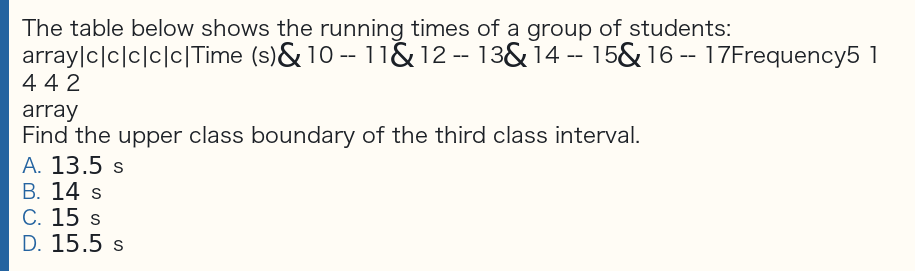 The table below shows the running times of a group of students:
array|c|c|c|c|c|Time (s)& 10 -- 11& 12 -- 13& 14 -- 15& 16 -- 17Frequency5 1
4 4 2
array
Find the upper class boundary of the third class interval.
A. 13.5 s
B. 14 s
C. 15 s
D. 15.5 s